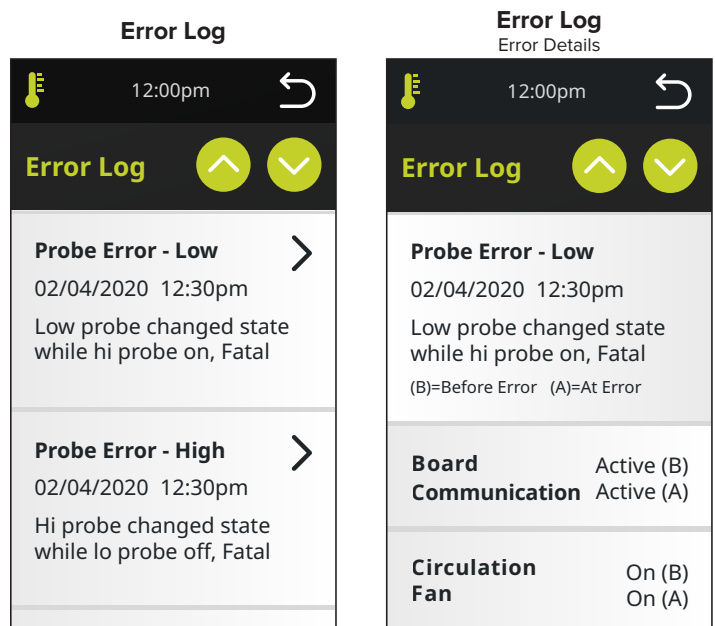 Error Log
12:00pm
Error Log
Probe Error - Low
02/04/2020 12:30pm
Low probe changed state
while hi probe on, Fatal
Probe Error - High
02/04/2020 12:30pm
Hi probe changed state
while lo probe off, Fatal
Error Log
Error Details
12:00pm
Error Log
Probe Error - Low
02/04/2020 12:30pm
Low probe changed state
while hi probe on, Fatal
(B)=Before Error (A)=At Error
Board Active (B)
Communication Active (A)
Circulation On (B)
Fan On (A)